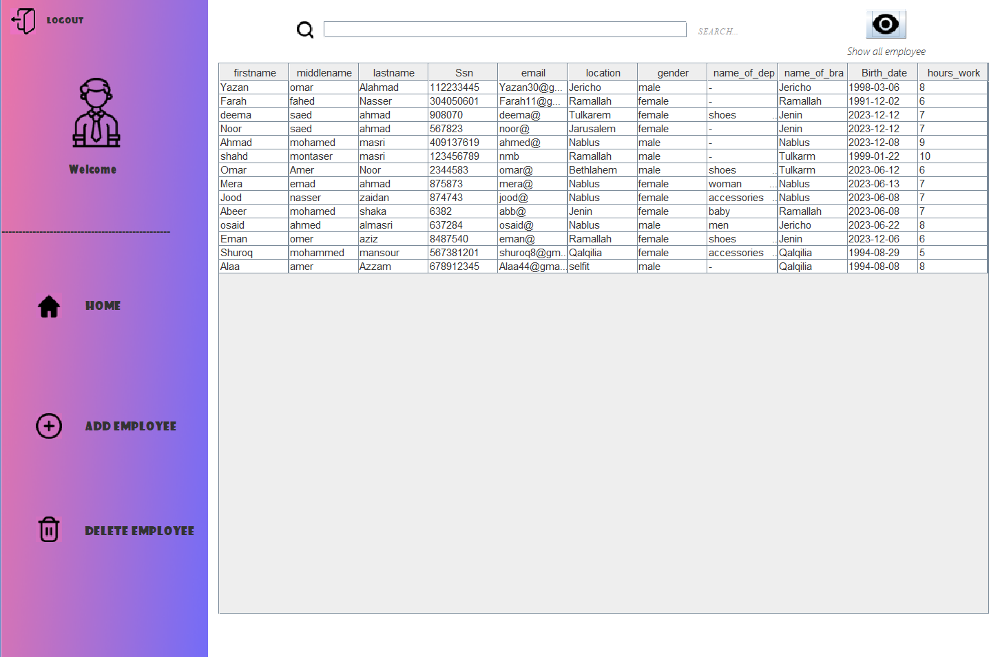 LOGOUT
Welcome
HOME
ADD EMPLOYEE
DELETE EMPLOYEE
SEARCH...
Show all employee
firstname middlename lastname Ssn email location gender name_of_dep name_of_bra Birth_date hours_work
Yazan omar Alahmad 112233445 Yazan30@g... Jericho male - Jericho 1998-03-06 8
Farah fahed Nasser 304050601 Farah11@g... Ramallah female - Ramallah 1991-12-02 6
deema saed ahmad 908070 deema@ Tulkarem female shoes .. Jenin 2023-12-12 7
Noor saed ahmad 567823 noor@ Jarusalem female - Jenin 2023-12-12 7
Ahmad mohamed masri 409137619 ahmed@ Nablus male - Nablus 2023-12-08 9
shahd montaser masri 123456789 nmb Ramallah male - Tulkarm 1999-01-22 10
Omar Amer Noor 2344583 omar@ Bethlahem male shoes .. Tulkarm 2023-06-12 6
Mera emad ahmad 875873 mera@ Nablus female woman ... Nablus 2023-06-13 7
Jood nasser zaidan 874743 jood@ Nablus female accessories .. Nablus 2023-06-08 7
Abeer mohamed shaka 6382 abb@ Jenin female baby Ramallah 2023-06-08 7
osaid ahmed almasri 637284 osaid@ Nablus male men Jericho 2023-06-22 8
Eman omer aziz 8487540 eman@ Ramallah female shoes .. Jenin 2023-12-06 6
Shuroq mohammed mansour 567381201 shuroq8@gm... Qalqilia female accessories .. Qalqilia 1994-08-29 5
Alaa amer Azzam 678912345 Alaa44@gma... selfit male - Qalqilia 1994-08-08 8